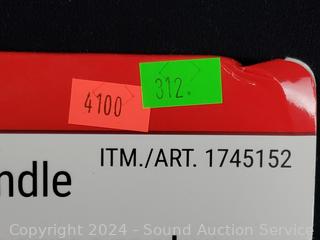 4100
312.
ITM./ART. 1745152
ndle
Copyright © 2024 - Sound Auction Service